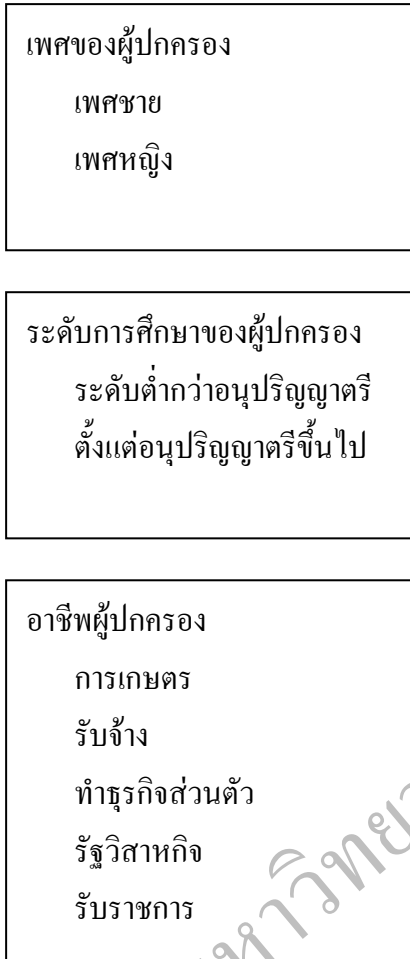 เพศของผู้ปกครอง
เพศชาย
เพศหญิง
ระดับการศึกษาของผู้ปกครอง
ระดับต่ำกว่าอนุปริญญาตรี
ตั้งแต่อนุปริญญาตรีขึ้นไป
อาชีพผู้ปกครอง
การเกษตร
รับจ้าง
ทำธุรกิจส่วนตัว
รัฐวิสาหกิจ
รับราชการ